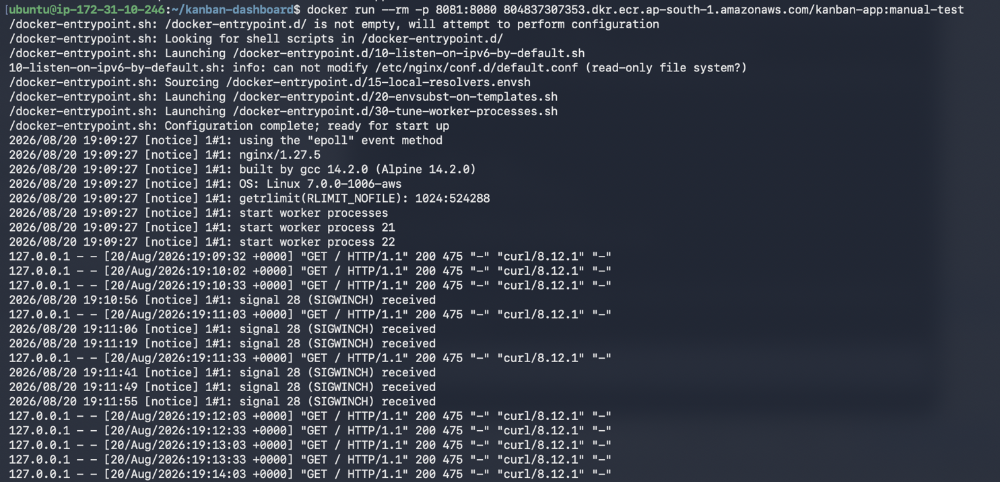 [ubuntu@ip-172-31-10-246:~/kanban-dashboard$ docker run --rm -p 8081:8080 804837307353.dkr.ecr.ap-south-1.amazonaws.com/kanban-app:manual-test
/docker-entrypoint.sh: /docker-entrypoint.d/ is not empty, will attempt to perform configuration
/docker-entrypoint.sh: Looking for shell scripts in /docker-entrypoint.d/
/docker-entrypoint.sh: Launching /docker-entrypoint.d/10-listen-on-ipv6-by-default.sh
10-listen-on-ipv6-by-default.sh: info: can not modify /etc/nginx/conf.d/default.conf (read-only file system?)
/docker-entrypoint.sh: Sourcing /docker-entrypoint.d/15-local-resolvers.envsh
/docker-entrypoint.sh: Launching /docker-entrypoint.d/20-envsubst-on-templates.sh
/docker-entrypoint.sh: Launching /docker-entrypoint.d/30-tune-worker-processes.sh
/docker-entrypoint.sh: Configuration complete; ready for start up
2026/08/20 19:09:27 [notice] 1#1: using the "epoll" event method
2026/08/20 19:09:27 [notice] 1#1: nginx/1.27.5
2026/08/20 19:09:27 [notice] 1#1: built by gcc 14.2.0 (Alpine 14.2.0)
2026/08/20 19:09:27 [notice] 1#1: OS: Linux 7.0.0-1006-aws
2026/08/20 19:09:27 [notice] 1#1: getrlimit(RLIMIT_NOFILE): 1024:524288
2026/08/20 19:09:27 [notice] 1#1: start worker processes
2026/08/20 19:09:27 [notice] 1#1: start worker process 21
2026/08/20 19:09:27 [notice] 1#1: start worker process 22
127.0.0.1 - - [20/Aug/2026:19:09:32 +0000] "GET / HTTP/1.1" 200 475 "-" "curl/8.12.1" "-"
127.0.0.1 - - [20/Aug/2026:19:10:02 +0000] "GET / HTTP/1.1" 200 475 "-" "curl/8.12.1" "-"
127.0.0.1 - - [20/Aug/2026:19:10:33 +0000] "GET / HTTP/1.1" 200 475 "-" "curl/8.12.1" "-"
2026/08/20 19:10:56 [notice] 1#1: signal 28 (SIGWINCH) received
127.0.0.1 - - [20/Aug/2026:19:11:03 +0000] "GET / HTTP/1.1" 200 475 "-" "curl/8.12.1" "-"
2026/08/20 19:11:06 [notice] 1#1: signal 28 (SIGWINCH) received
2026/08/20 19:11:19 [notice] 1#1: signal 28 (SIGWINCH) received
127.0.0.1 - - [20/Aug/2026:19:11:33 +0000] "GET / HTTP/1.1" 200 475 "-" "curl/8.12.1" "-"
2026/08/20 19:11:41 [notice] 1#1: signal 28 (SIGWINCH) received
2026/08/20 19:11:49 [notice] 1#1: signal 28 (SIGWINCH) received
2026/08/20 19:11:55 [notice] 1#1: signal 28 (SIGWINCH) received
127.0.0.1 - - [20/Aug/2026:19:12:03 +0000] "GET / HTTP/1.1" 200 475 "-" "curl/8.12.1" "-"
127.0.0.1 - - [20/Aug/2026:19:12:33 +0000] "GET / HTTP/1.1" 200 475 "-" "curl/8.12.1" "-"
127.0.0.1 - - [20/Aug/2026:19:13:03 +0000] "GET / HTTP/1.1" 200 475 "-" "curl/8.12.1" "-"
127.0.0.1 - - [20/Aug/2026:19:13:33 +0000] "GET / HTTP/1.1" 200 475 "-" "curl/8.12.1" "-"
127.0.0.1 - - [20/Aug/2026:19:14:03 +0000] "GET / HTTP/1.1" 200 475 "-" "curl/8.12.1" "-"